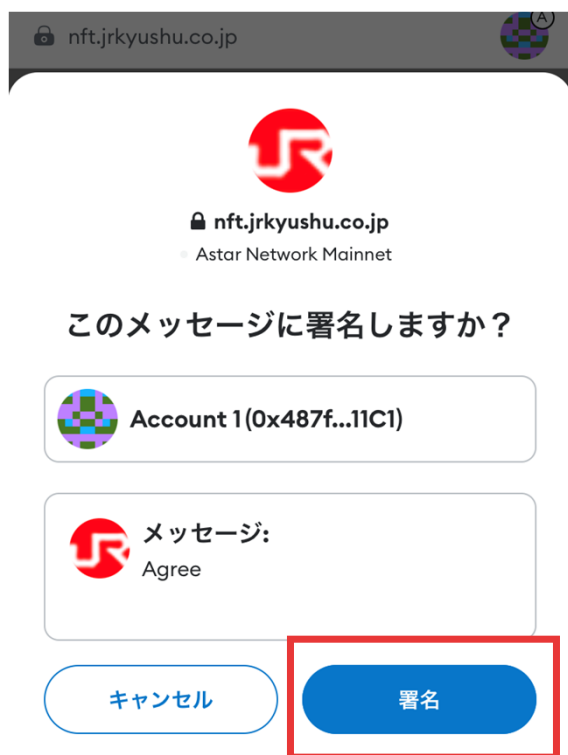 nft.jrkyushu.co.jp
A
JR
nft.jrkyushu.co.jp
Astar Network Mainnet
このメッセージに署名しますか？
Account 1 (0x487f...11C1)
JR
メッセージ:
Agree
キャンセル
署名